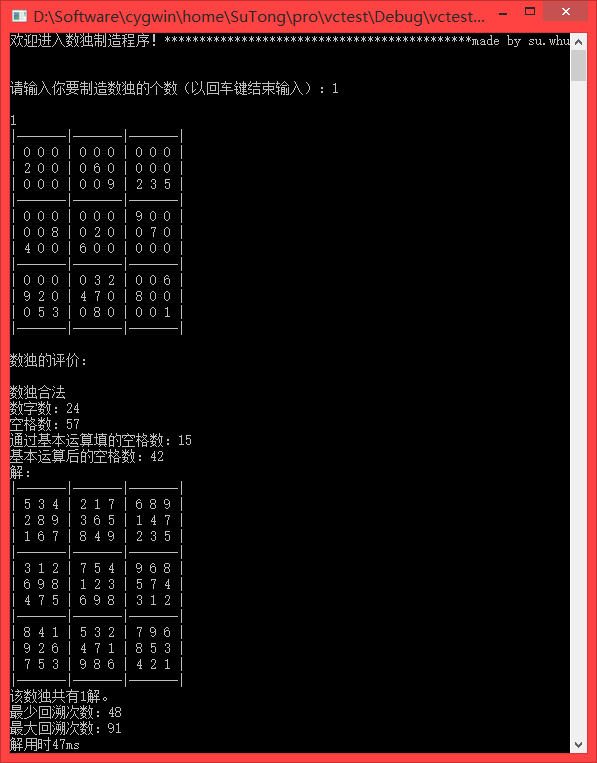 D:\Software\cygwin\home\SuTong\pro\vctest\Debug\vctest...
欢迎进入数独制造程序! ********************************************made by su.whu
请输入你要制造数独的个数(以回车键结束输入):1
1
|———|———|———|
| 0 0 0 | 0 0 0 | 0 0 0 |
| 2 0 0 | 0 6 0 | 0 0 0 |
| 0 0 0 | 0 0 9 | 2 3 5 |
|———|———|———|
| 0 0 0 | 0 0 0 | 9 0 0 |
| 0 0 8 | 0 2 0 | 0 7 0 |
| 4 0 0 | 6 0 0 | 0 0 0 |
|———|———|———|
| 0 0 0 | 0 3 2 | 0 0 6 |
| 9 2 0 | 4 7 0 | 8 0 0 |
| 0 5 3 | 0 8 0 | 0 0 1 |
|———|———|———|
数独的评价:
数独合法
数字数:24
空格数:57
通过基本运算填的空格数:15
基本运算后的空格数:42
解:
|———|———|———|
| 5 3 4 | 2 1 7 | 6 8 9 |
| 2 8 9 | 3 6 5 | 1 4 7 |
| 1 6 7 | 8 4 9 | 2 3 5 |
|———|———|———|
| 3 1 2 | 7 5 4 | 9 6 8 |
| 6 9 8 | 1 2 3 | 5 7 4 |
| 4 7 5 | 6 9 8 | 3 1 2 |
|———|———|———|
| 8 4 1 | 5 3 2 | 7 9 6 |
| 9 2 6 | 4 7 1 | 8 5 3 |
| 7 5 3 | 9 8 6 | 4 2 1 |
|———|———|———|
该数独共有1解。
最少回溯次数:48
最大回溯次数:91
解用时47ms